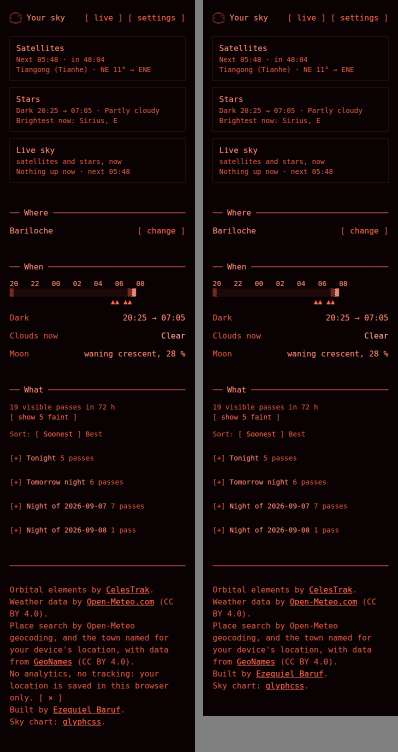 Your sky [ live ] [ settings ]
Satellites
Next 05:48 · in 48:04
Tiangong (Tianhe) · NE 11° → ENE
Stars
Dark 20:25 → 07:05 · Partly cloudy
Brightest now: Sirius, E
Live sky
satellites and stars, now
Nothing up now · next 05:48
Where
Bariloche [ change ]
When
20 22 00 02 04 06 08
▲▲ ▲▲
Dark 20:25 → 07:05
Clouds now Clear
Moon waning crescent, 28 %
What
19 visible passes in 72 h
[ show 5 faint ]
Sort: [ Soonest ] Best
[+] Tonight 5 passes
[+] Tomorrow night 6 passes
[+] Night of 2026-09-07 7 passes
[+] Night of 2026-09-08 1 pass
Orbital elements by CelesTrak.
Weather data by Open-Meteo.com (CC
BY 4.0).
Place search by Open-Meteo
geocoding, and the town named for
your device's location, with data
from GeoNames (CC BY 4.0).
No analytics, no tracking: your
location is saved in this browser
only. [ × ]
Built by Ezequiel Baruf.
Sky chart: glyphcss.
Your sky [ live ] [ settings ]
Satellites
Next 05:48 · in 48:04
Tiangong (Tianhe) · NE 11° → ENE
Stars
Dark 20:25 → 07:05 · Partly cloudy
Brightest now: Sirius, E
Live sky
satellites and stars, now
Nothing up now · next 05:48
Where
Bariloche [ change ]
When
20 22 00 02 04 06 08
▲▲ ▲▲
Dark 20:25 → 07:05
Clouds now Clear
Moon waning crescent, 28 %
What
19 visible passes in 72 h
[ show 5 faint ]
Sort: [ Soonest ] Best
[+] Tonight 5 passes
[+] Tomorrow night 6 passes
[+] Night of 2026-09-07 7 passes
[+] Night of 2026-09-08 1 pass
Orbital elements by CelesTrak.
Weather data by Open-Meteo.com (CC
BY 4.0).
Place search by Open-Meteo
geocoding, and the town named for
your device's location, with data
from GeoNames (CC BY 4.0).
Built by Ezequiel Baruf.
Sky chart: glyphcss.